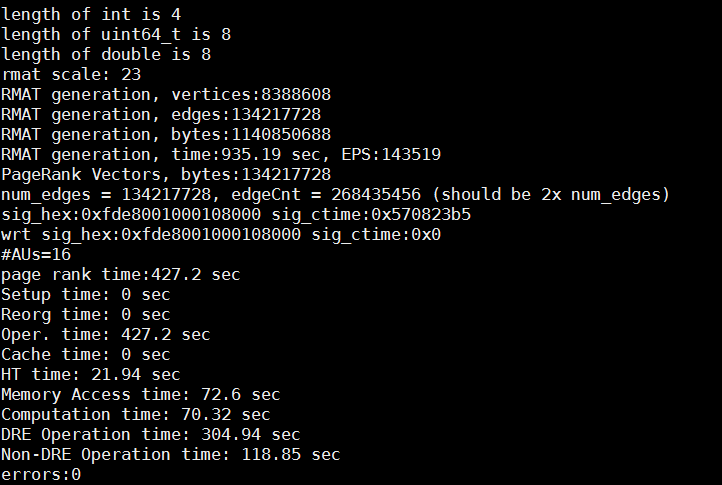 length of int is 4
length of uint64_t is 8
length of double is 8
rmat scale: 23
RMAT generation, vertices:8388608
RMAT generation, edges:134217728
RMAT generation, bytes:1140850688
RMAT generation, time:935.19 sec, EPS:143519
PageRank Vectors, bytes:134217728
num_edges = 134217728, edgeCnt = 268435456 (should be 2x num_edges)
sig_hex:0xfde8001000108000 sig_ctime:0x570823b5
wrt sig_hex:0xfde8001000108000 sig_ctime:0x0
#AUs=16
page rank time:427.2 sec
Setup time: 0 sec
Reorg time: 0 sec
Oper. time: 427.2 sec
Cache time: 0 sec
HT time: 21.94 sec
Memory Access time: 72.6 sec
Computation time: 70.32 sec
DRE Operation time: 304.94 sec
Non-DRE Operation time: 118.85 sec
errors:0